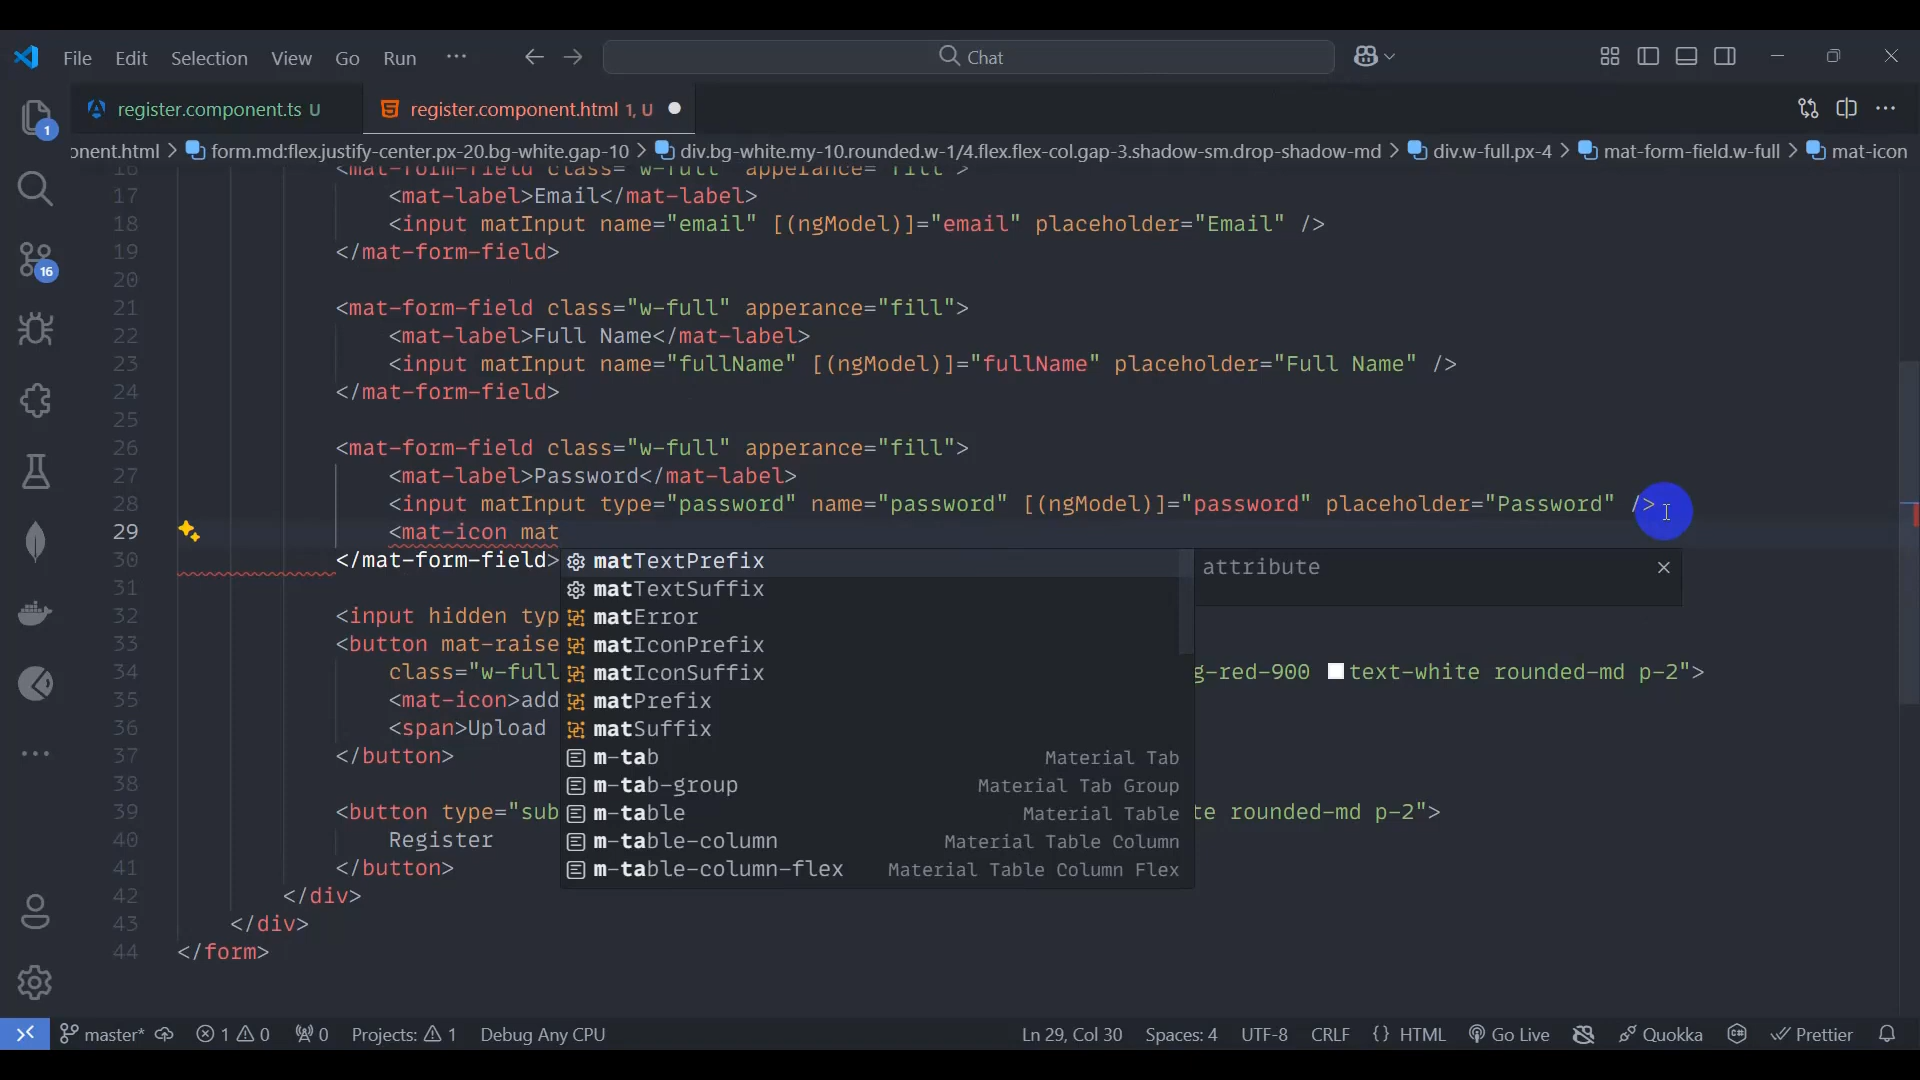 File Edit Selection View Go Run ··· Chat
register.component.ts U register.component.html 1, U
onent.html > form.md:flex.justify-center.px-20.bg-white.gap-10 > div.bg-white.my-10.rounded.w-1/4.flex.flex-col.gap-3.shadow-sm.drop-shadow-md > div.w-full.px-4 > mat-form-field.w-full > mat-icon
16 <mat-form-field class="w-full" apperance="fill">
17 <mat-label>Email</mat-label>
18 <input matInput name="email" [(ngModel)]="email" placeholder="Email" />
19 </mat-form-field>
20
21 <mat-form-field class="w-full" apperance="fill">
22 <mat-label>Full Name</mat-label>
23 <input matInput name="fullName" [(ngModel)]="fullName" placeholder="Full Name" />
24 </mat-form-field>
25
26 <mat-form-field class="w-full" apperance="fill">
27 <mat-label>Password</mat-label>
28 <input matInput type="password" name="password" [(ngModel)]="password" placeholder="Password" />
29 <mat-icon mat
30 </mat-form-field> matTextPrefix attribute
31 matTextSuffix
32 <input hidden typ matError
33 <button mat-raise matIconPrefix
34 class="w-full matIconSuffix g-red-900 text-white rounded-md p-2">
35 <mat-icon>add matPrefix
36 <span>Upload matSuffix
37 </button> m-tab Material Tab
38 m-tab-group Material Tab Group
39 <button type="sub m-table Material Table te rounded-md p-2">
40 Register m-table-column Material Table Column
41 </button> m-table-column-flex Material Table Column Flex
42 </div>
43 </div>
44 </form>
1
16
master* 1 0 0 Projects: 1 Debug Any CPU Ln 29, Col 30 Spaces: 4 UTF-8 CRLF {} HTML Go Live Quokka Prettier